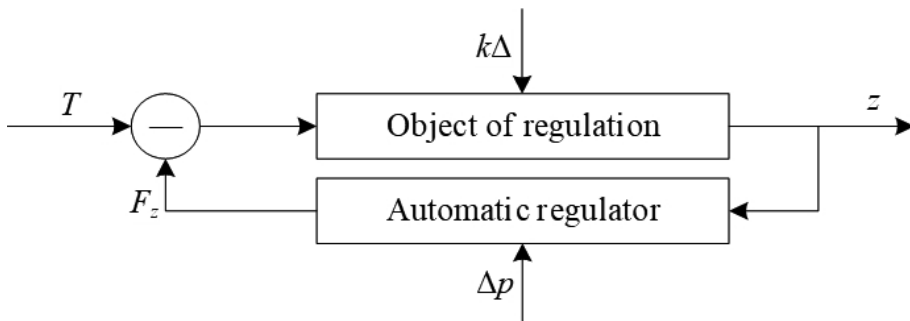 kΔ
T
—
Object of regulation
z
F_z
Automatic regulator
Δp